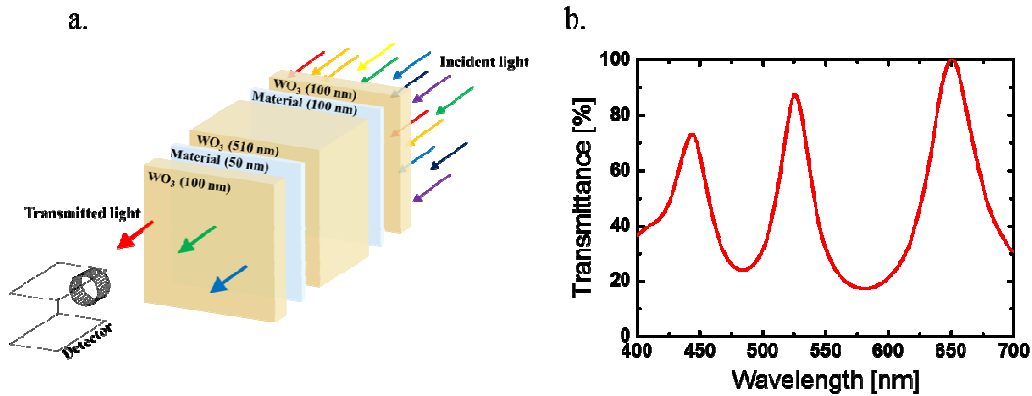 a.
Incident light
WO₃ (100 nm)
Material (100 nm)
WO₃ (510 nm)
Material (50 nm)
WO₃ (100 nm)
Transmitted light
Detector
b.
Transmittance [%]
100
80
60
40
20
0
400 450 500 550 600 650 700
Wavelength [nm]